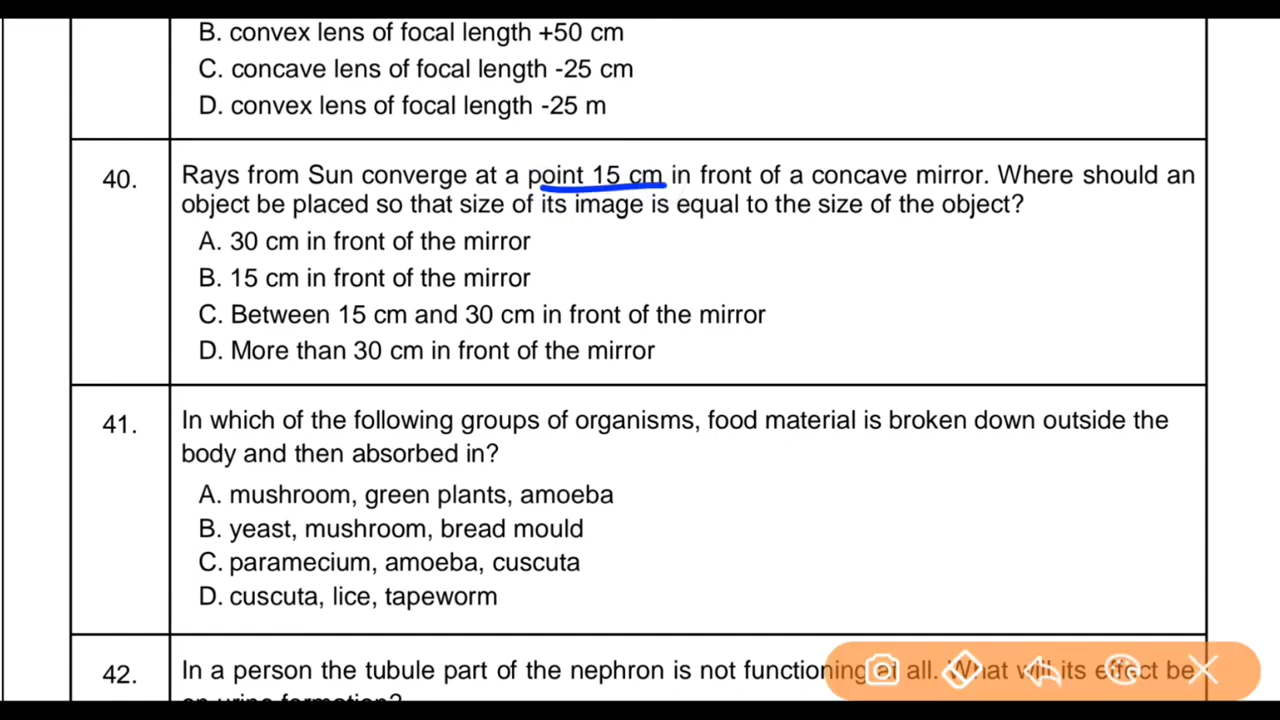 B. convex lens of focal length +50 cm
C. concave lens of focal length -25 cm
D. convex lens of focal length -25 m
40.
Rays from Sun converge at a point 15 cm in front of a concave mirror. Where should an
object be placed so that size of its image is equal to the size of the object?
A. 30 cm in front of the mirror
B. 15 cm in front of the mirror
C. Between 15 cm and 30 cm in front of the mirror
D. More than 30 cm in front of the mirror
41.
In which of the following groups of organisms, food material is broken down outside the
body and then absorbed in?
A. mushroom, green plants, amoeba
B. yeast, mushroom, bread mould
C. paramecium, amoeba, cuscuta
D. cuscuta, lice, tapeworm
42.
In a person the tubule part of the nephron is not functioning at all. What will its effect be
on urine formation?